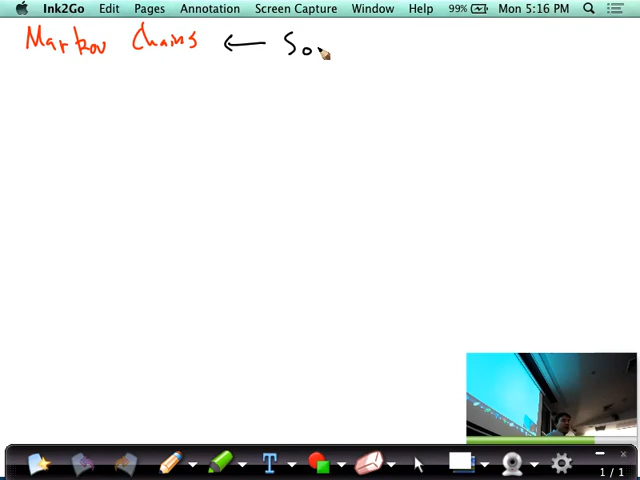 Ink2Go Edit Pages Annotation Screen Capture Window Help 99% Mon 5:16 PM
Markov Chains ← So
T
1 / 1